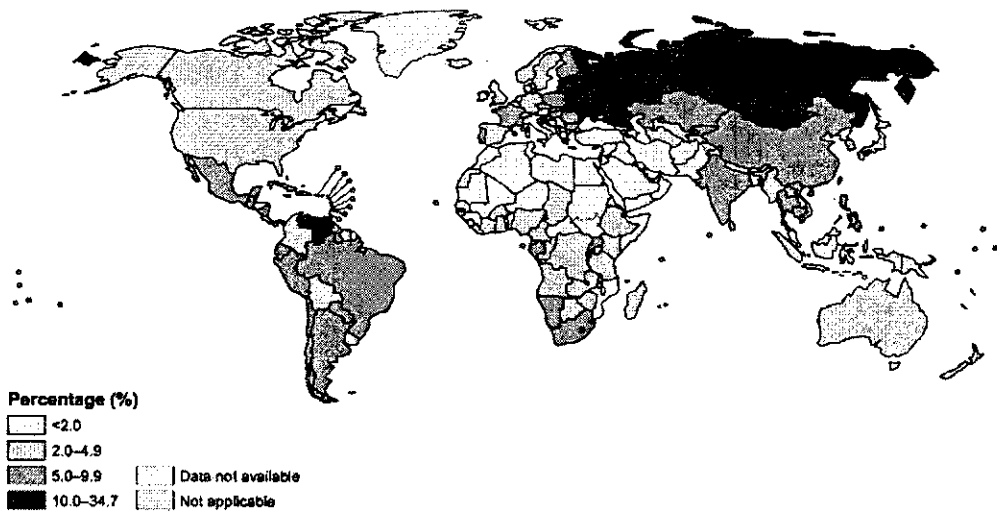 Percentage (%)
<2.0
2.0–4.9
5.0–9.9
10.0–34.7
Data not available
Not applicable